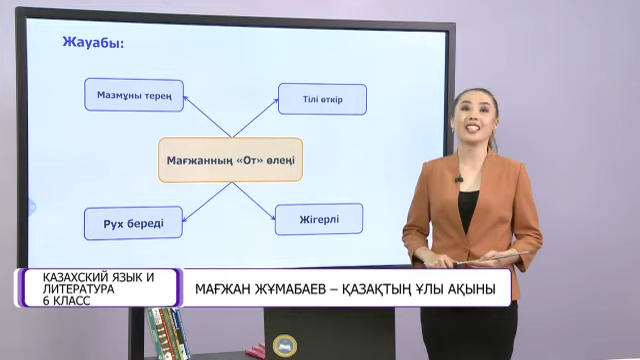 Жауабы:
Мазмұны терең
Тілі өткір
Мағжанның «От» өлеңі
Рух береді
Жігерлі
КАЗАХСКИЙ ЯЗЫК И
ЛИТЕРАТУРА
6 КЛАСС
МАҒЖАН ЖҰМАБАЕВ – ҚАЗАҚТЫҢ ҰЛЫ АҚЫНЫ